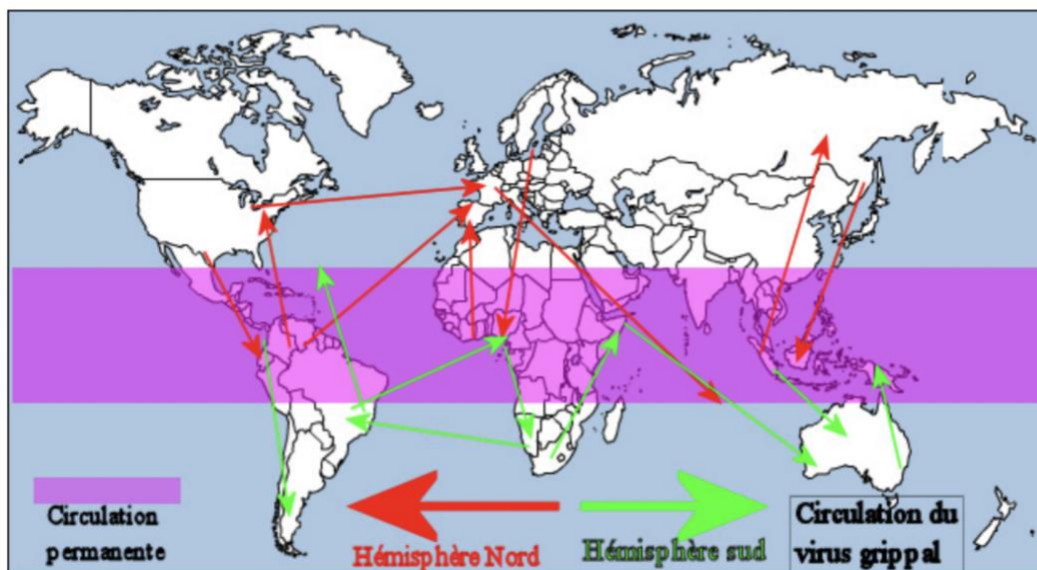 Circulation
permanente
Hémisphère Nord
Hémisphère sud
Circulation du
virus grippal